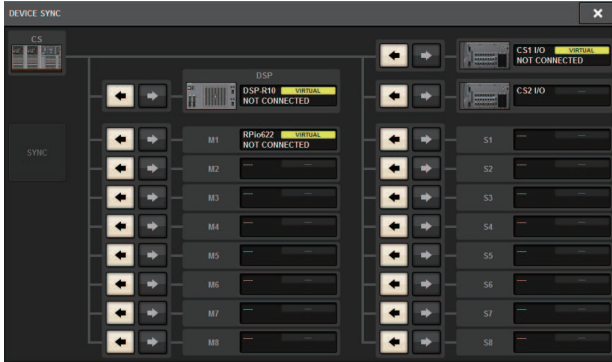 DEVICE SYNC
CS
CS1 I/O VIRTUAL
NOT CONNECTED
DSP
DSP-R10 VIRTUAL
NOT CONNECTED
CS2 I/O
SYNC
M1
RPio622 VIRTUAL
NOT CONNECTED
S1
M2
S2
M3
S3
M4
S4
M5
S5
M6
S6
M7
S7
M8
S8